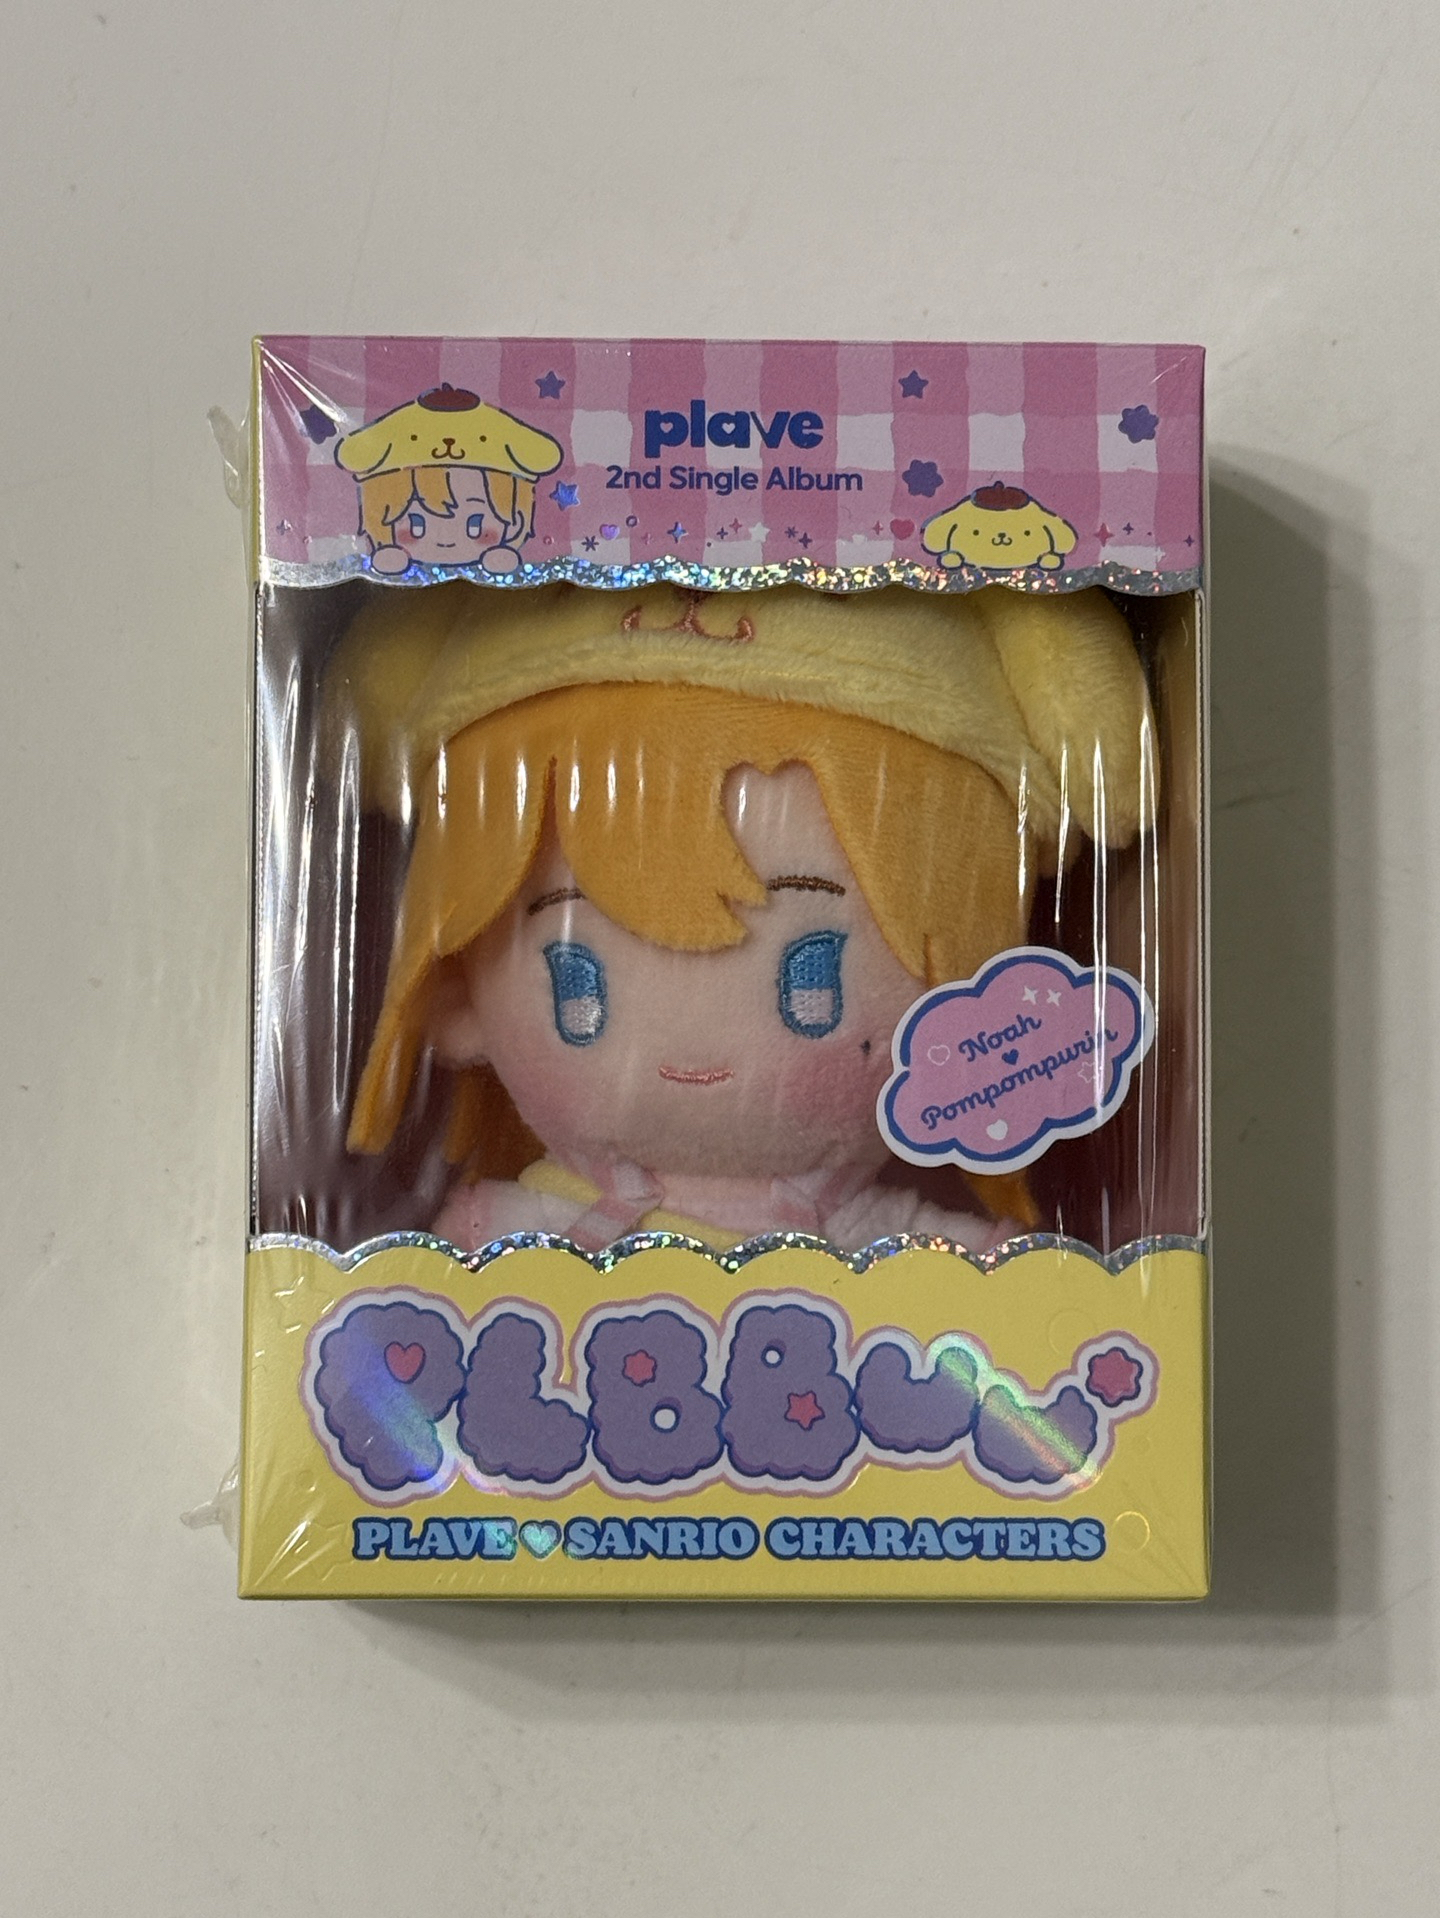 plave
2nd Single Album
Noah
Pompompurin
PLBBUU
PLAVE SANRIO CHARACTERS